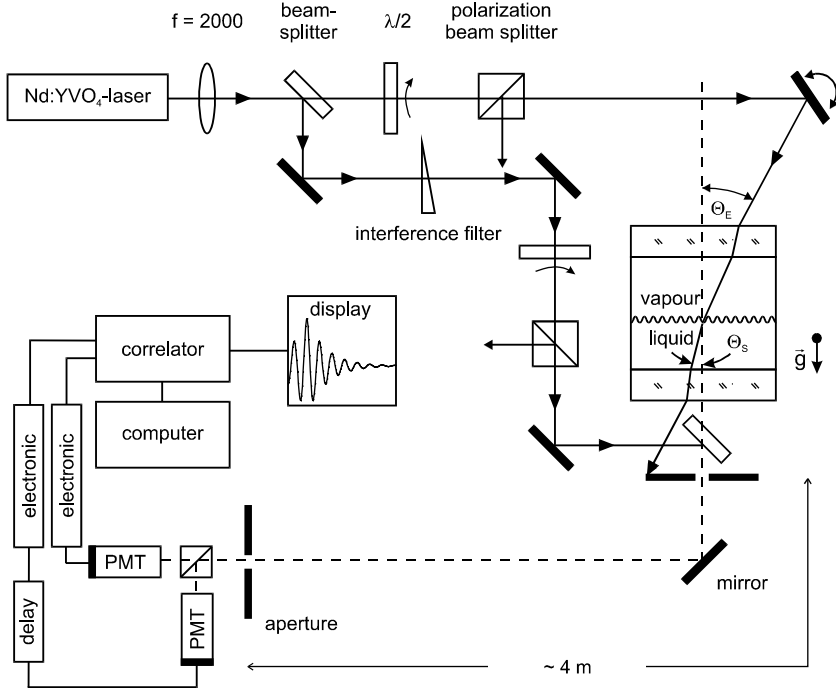 f = 2000
beam-
splitter
λ/2
polarization
beam splitter
Nd:YVO₄-laser
Θ_E
interference filter
vapour
liquid
Θ_S
g⃗
display
correlator
computer
electronic
electronic
PMT
delay
PMT
aperture
mirror
~ 4 m